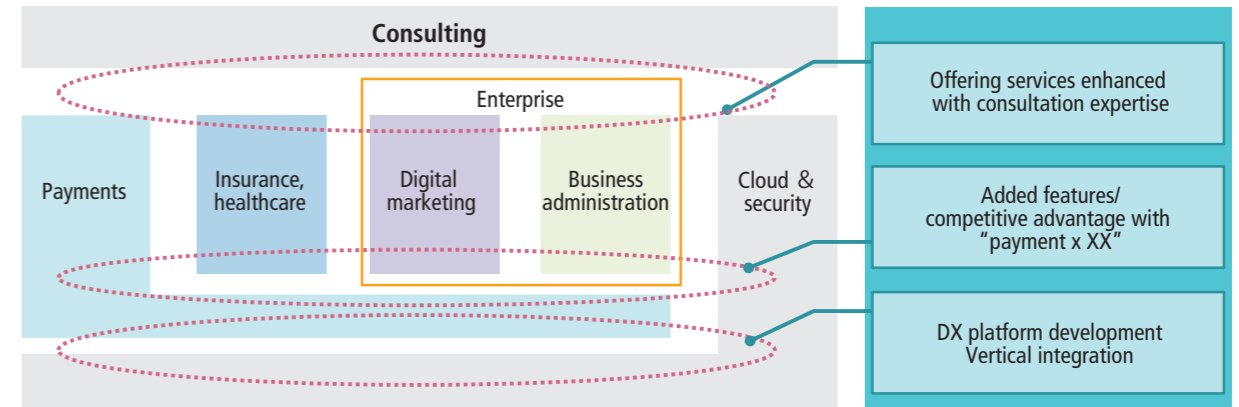 Consulting
Enterprise
Payments
Insurance,
healthcare
Digital
marketing
Business
administration
Cloud &
security
Offering services enhanced
with consultation expertise
Added features/
competitive advantage with
“payment x XX“
DX platform development
Vertical integration